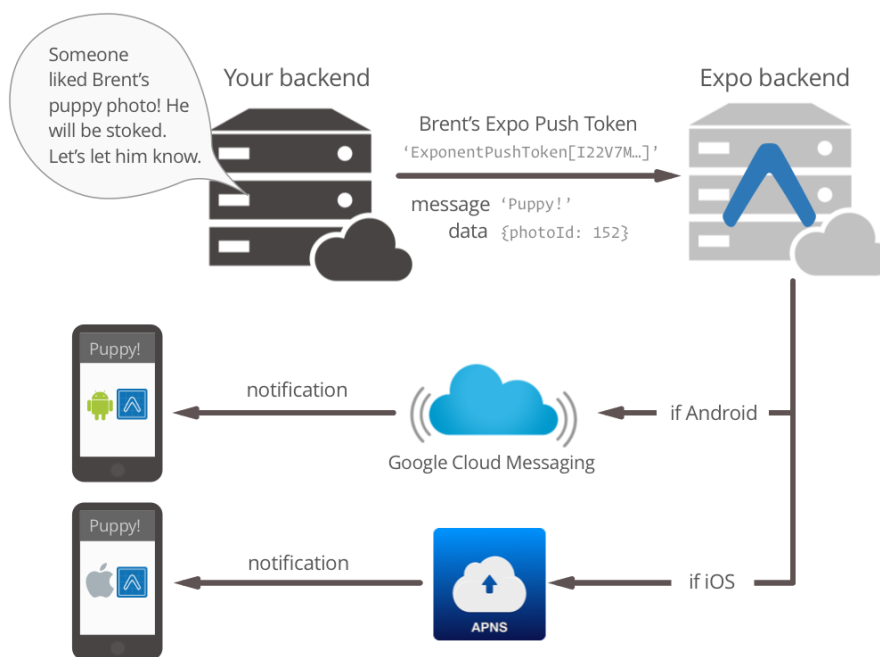 Someone
liked Brent’s
puppy photo! He
will be stoked.
Let’s let him know.
Your backend
Expo backend
Brent’s Expo Push Token
‘ExponentPushToken[I22V7M…]’
message ‘Puppy!’
data {photoId: 152}
Puppy!
notification
if Android
Google Cloud Messaging
Puppy!
notification
if iOS
APNS